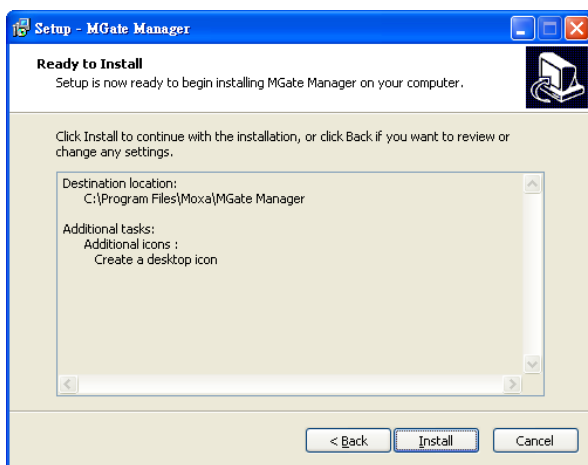 Setup - MGate Manager
Ready to Install
Setup is now ready to begin installing MGate Manager on your computer.
Click Install to continue with the installation, or click Back if you want to review or
change any settings.
Destination location:
C:\Program Files\Moxa\MGate Manager
Additional tasks:
Additional icons :
Create a desktop icon
< Back
Install
Cancel